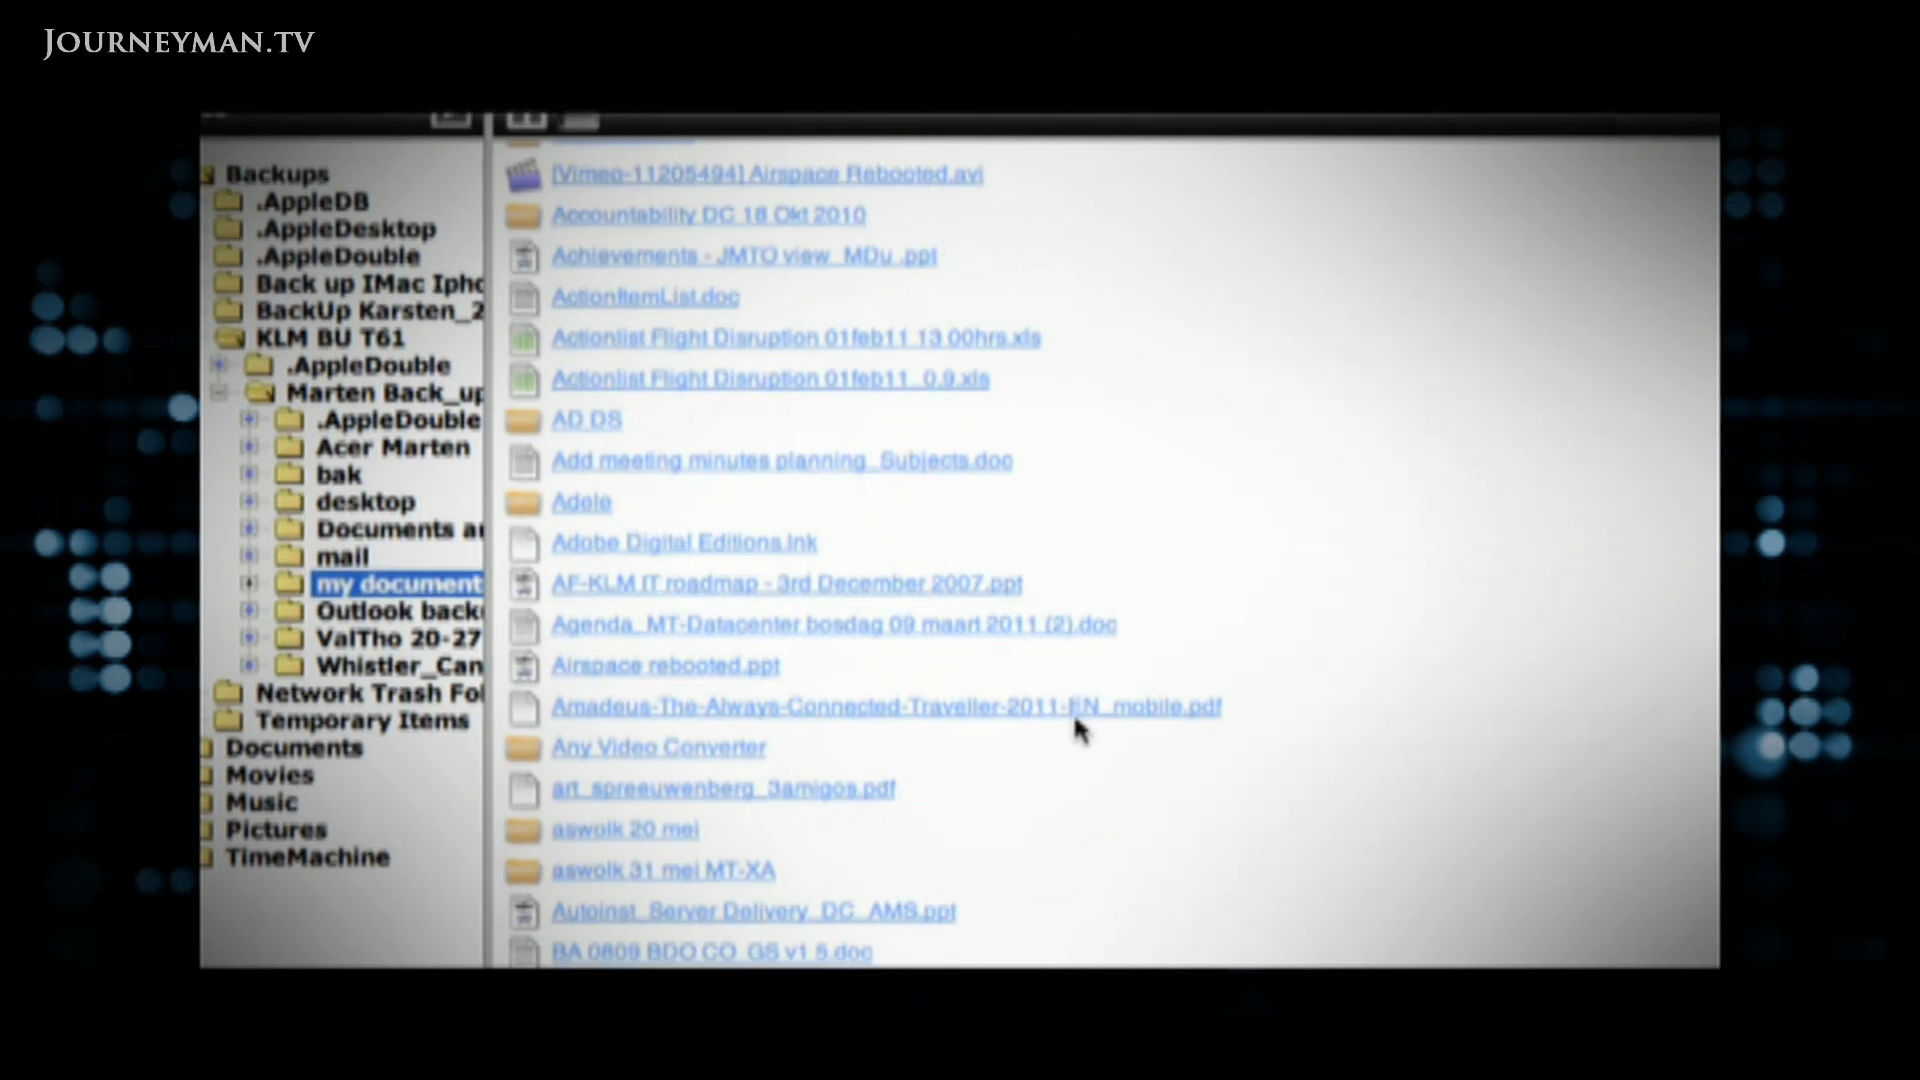 JOURNEYMAN.TV
Backups
.AppleDB
.AppleDesktop
.AppleDouble
Back up IMac Ipho
BackUp Karsten_2
KLM BU T61
.AppleDouble
Marten Back_up
.AppleDouble
Acer Marten
bak
desktop
Documents an
mail
my document
Outlook back
ValTho 20-27
Whistler_Can
Network Trash Fol
Temporary Items
Documents
Movies
Music
Pictures
TimeMachine
[Vimeo-11205494] Airspace Rebooted.avi
Accountability DC 18 Okt 2010
Achievements - JMTO view_MDu .ppt
ActionItemList.doc
Actionlist Flight Disruption 01feb11 13 00hrs.xls
Actionlist Flight Disruption 01feb11_0.9.xls
AD DS
Add meeting minutes planning_Subjects.doc
Adele
Adobe Digital Editions.lnk
AF-KLM IT roadmap - 3rd December 2007.ppt
Agenda_MT-Datacenter bosdag 09 maart 2011 (2).doc
Airspace rebooted.ppt
Amadeus-The-Always-Connected-Traveller-2011-EN_mobile.pdf
Any Video Converter
art_spreeuwenberg_3amigos.pdf
aswolk 20 mei
aswolk 31 mei MT-XA
Autoinst_Server Delivery_DC_AMS.ppt
BA 0809 BDO CO_GS v1 5.doc